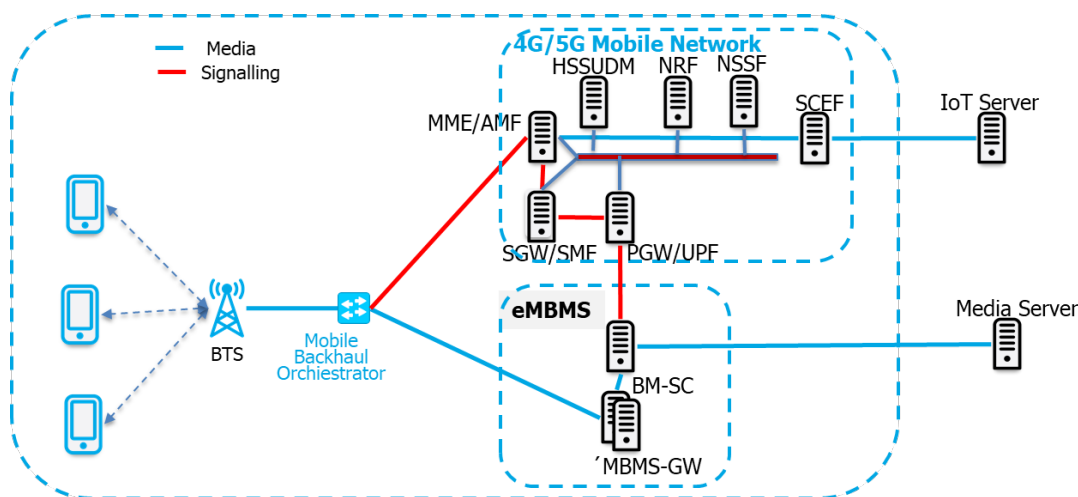 4G/5G Mobile Network
Media
Signalling
HSSUDM
NRF
NSSF
SCEF
IoT Server
MME/AMF
SGW/SMF
PGW/UPF
eMBMS
Media Server
BTS
Mobile
Backhaul
Orchiestrator
BM-SC
´MBMS-GW